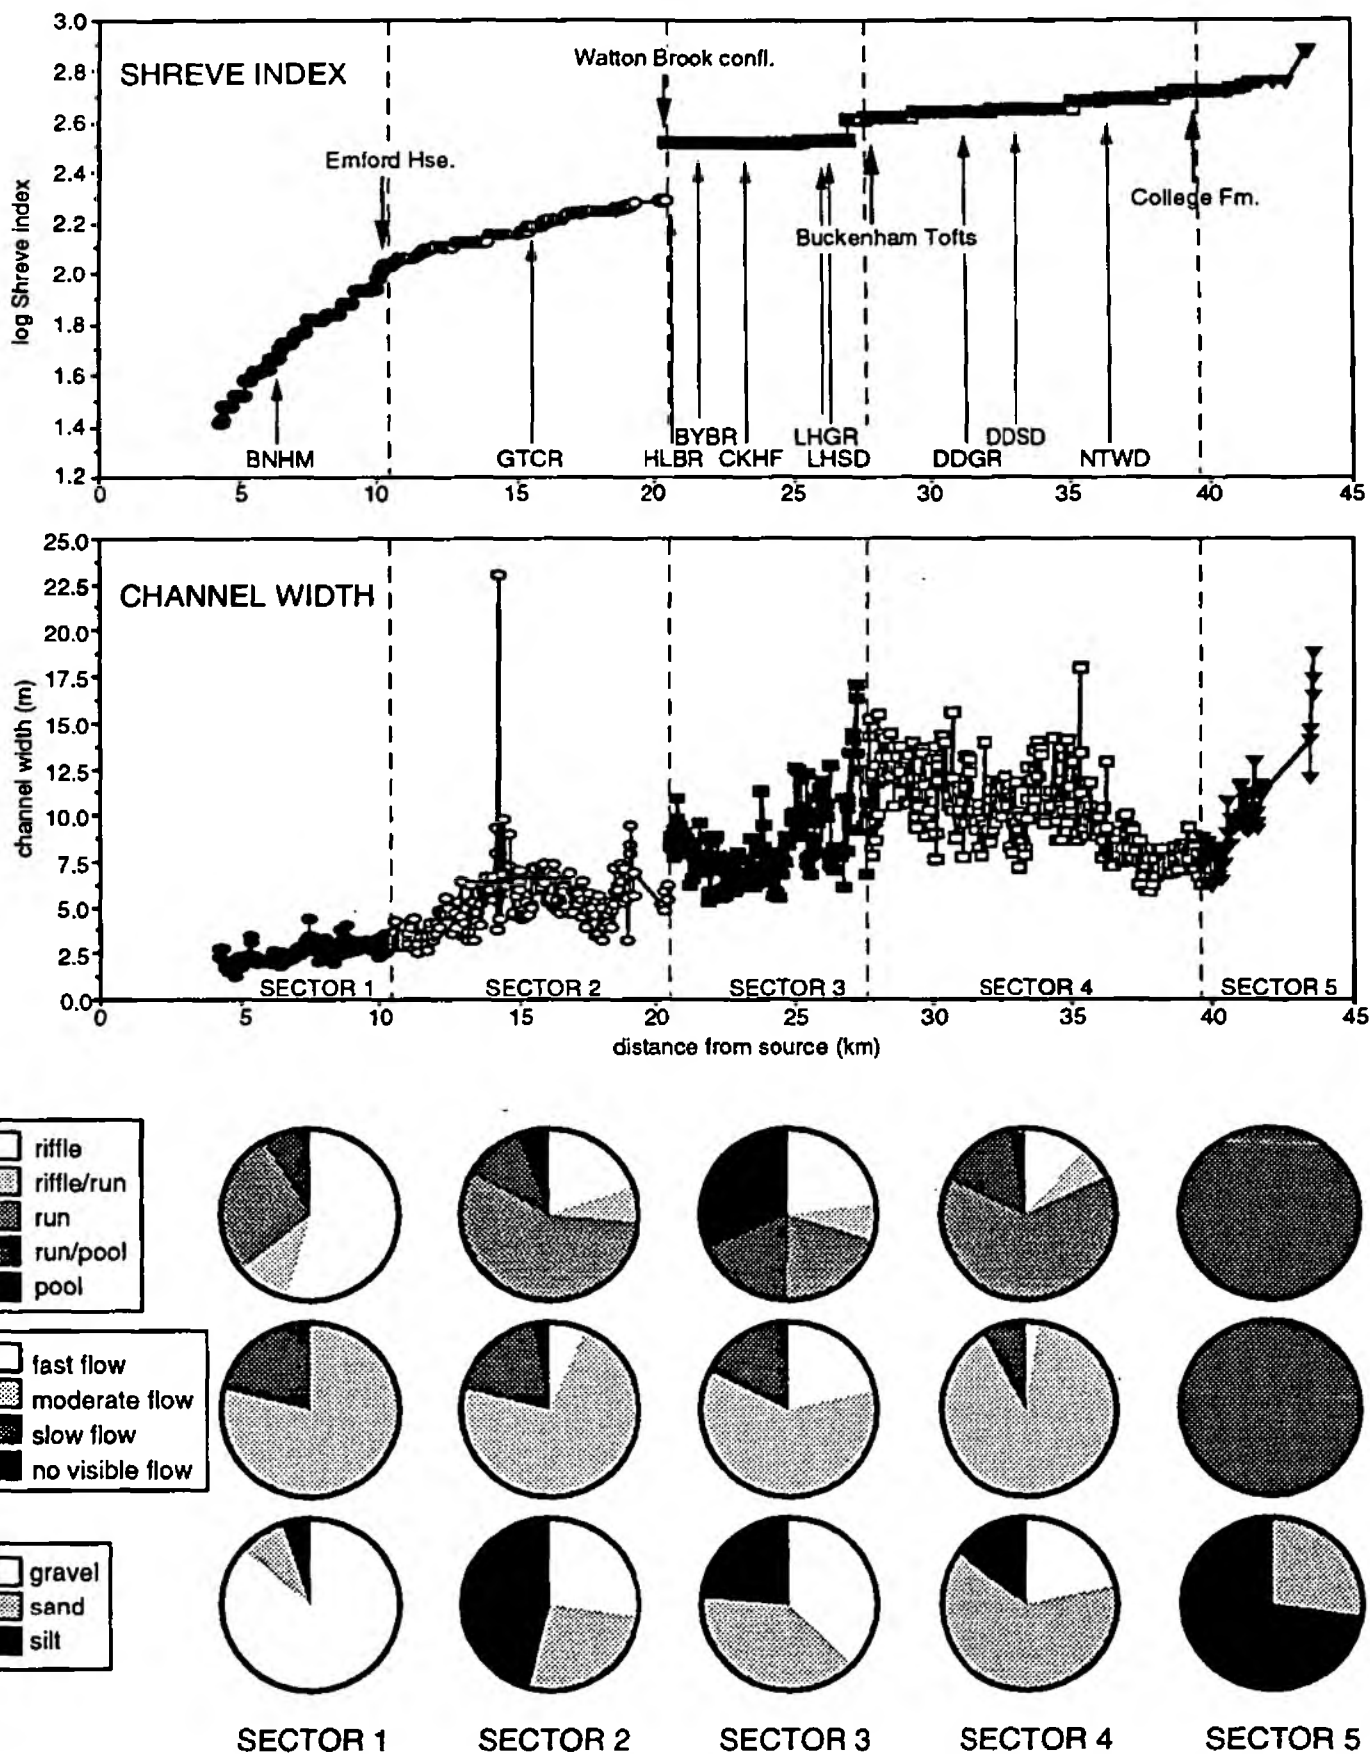 3.0
2.8
2.6
2.4
2.2
2.0
1.8
1.6
1.4
1.2
log Shreve index
SHREVE INDEX
Watton Brook confl.
Emford Hse.
College Fm.
Buckenham Tofts
BYBR
LHGR
DDSD
BNHM
GTCR
HLBR
CKHF
LHSD
DDGR
NTWD
0 5 10 15 20 25 30 35 40 45
25.0
22.5
20.0
17.5
15.0
12.5
10.0
7.5
5.0
2.5
0.0
channel width (m)
CHANNEL WIDTH
SECTOR 1 SECTOR 2 SECTOR 3 SECTOR 4 SECTOR 5
0 5 10 15 20 25 30 35 40 45
distance from source (km)
riffle
riffle/run
run
run/pool
pool
fast flow
moderate flow
slow flow
no visible flow
gravel
sand
silt
SECTOR 1 SECTOR 2 SECTOR 3 SECTOR 4 SECTOR 5